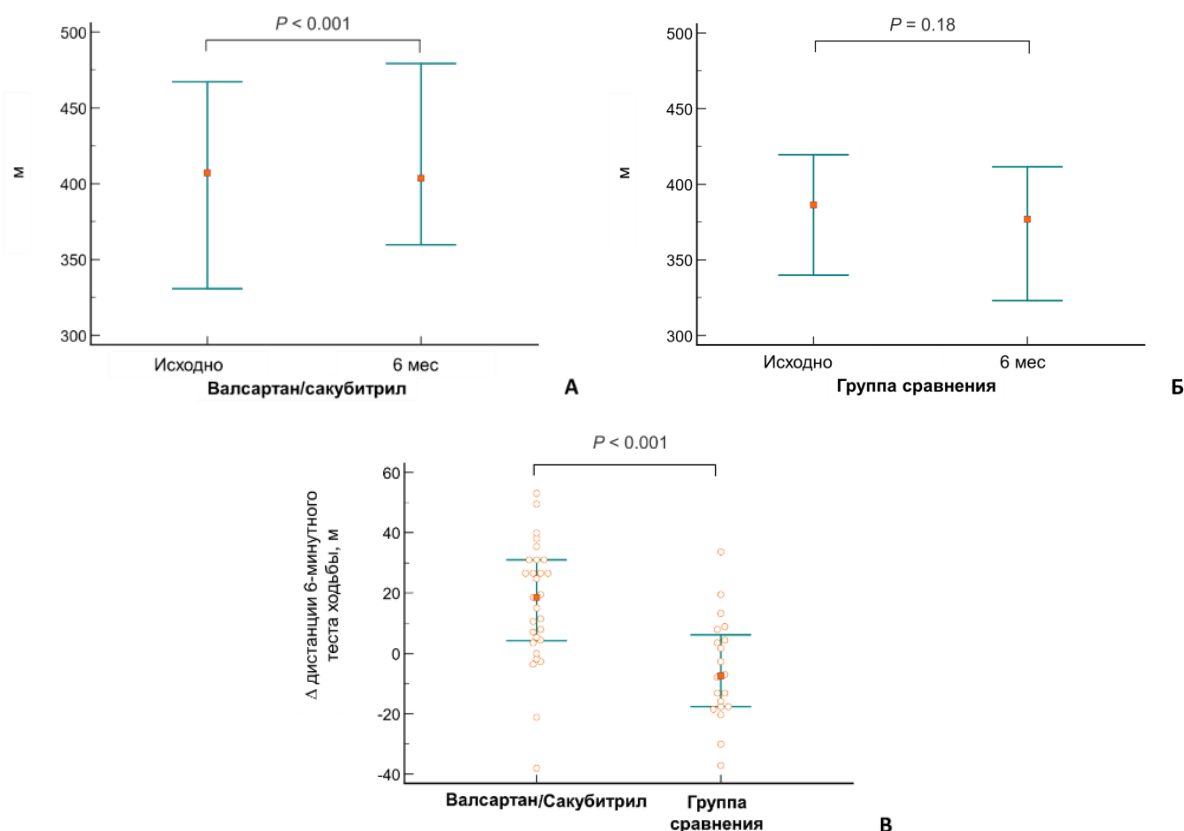 P < 0.001
500
450
м
400
350
300
Исходно 6 мес
Валсартан/сакубитрил А
P = 0.18
500
450
м
400
350
300
Исходно 6 мес
Группа сравнения Б
P < 0.001
Δ дистанции 6-минутного
теста ходьбы, м
60
40
20
0
-20
-40
Валсартан/Сакубитрил Группа
сравнения В